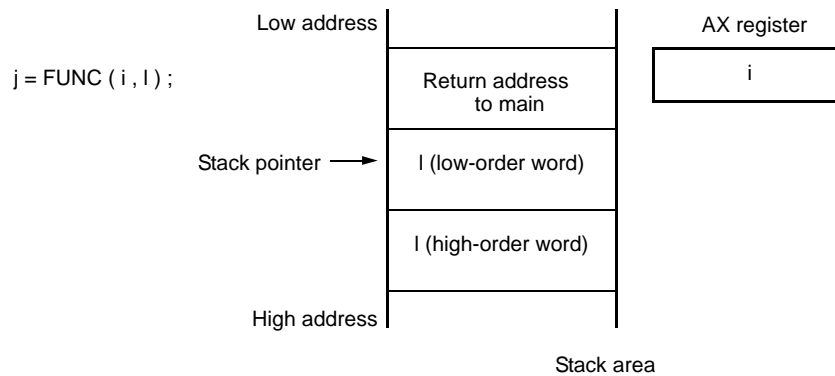 Low address
AX register
j = FUNC ( i , l ) ;
Return address
to main
i
Stack pointer
l (low-order word)
l (high-order word)
High address
Stack area